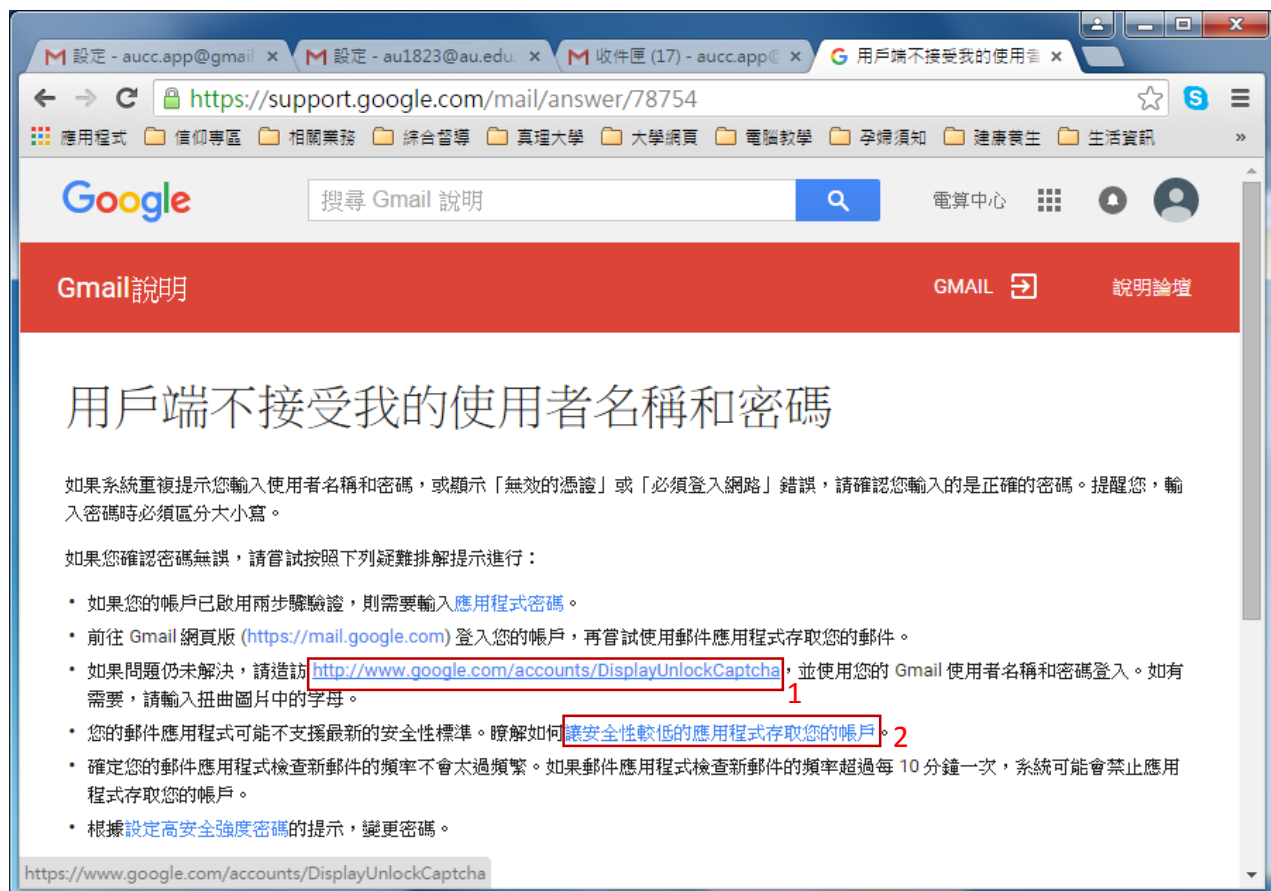 設定 - aucc.app@gmail
設定 - au1823@au.edu.
收件匣 (17) - aucc.app@
用戶端不接受我的使用者
https://support.google.com/mail/answer/78754
應用程式 信仰專區 相關業務 綜合督導 真理大學 大學網頁 電腦教學 孕婦須知 建康養生 生活資訊 »
Google
搜尋 Gmail 說明
電算中心
Gmail說明
GMAIL
說明論壇
用戶端不接受我的使用者名稱和密碼
如果系統重複提示您輸入使用者名稱和密碼,或顯示「無效的憑證」或「必須登入網路」錯誤,請確認您輸入的是正確的密碼。提醒您,輸
入密碼時必須區分大小寫。
如果您確認密碼無誤,請嘗試按照下列疑難排解提示進行:
• 如果您的帳戶已啟用兩步驟驗證,則需要輸入應用程式密碼。
• 前往 Gmail 網頁版 (https://mail.google.com) 登入您的帳戶,再嘗試使用郵件應用程式存取您的郵件。
• 如果問題仍未解決,請造訪 http://www.google.com/accounts/DisplayUnlockCaptcha,並使用您的 Gmail 使用者名稱和密碼登入。如有
需要,請輸入扭曲圖片中的字母。
1
• 您的郵件應用程式可能不支援最新的安全性標準。瞭解如何讓安全性較低的應用程式存取您的帳戶。
2
• 確定您的郵件應用程式檢查新郵件的頻率不會太過頻繁。如果郵件應用程式檢查新郵件的頻率超過每 10 分鐘一次,系統可能會禁止應用
程式存取您的帳戶。
• 根據設定高安全強度密碼的提示,變更密碼。
https://www.google.com/accounts/DisplayUnlockCaptcha